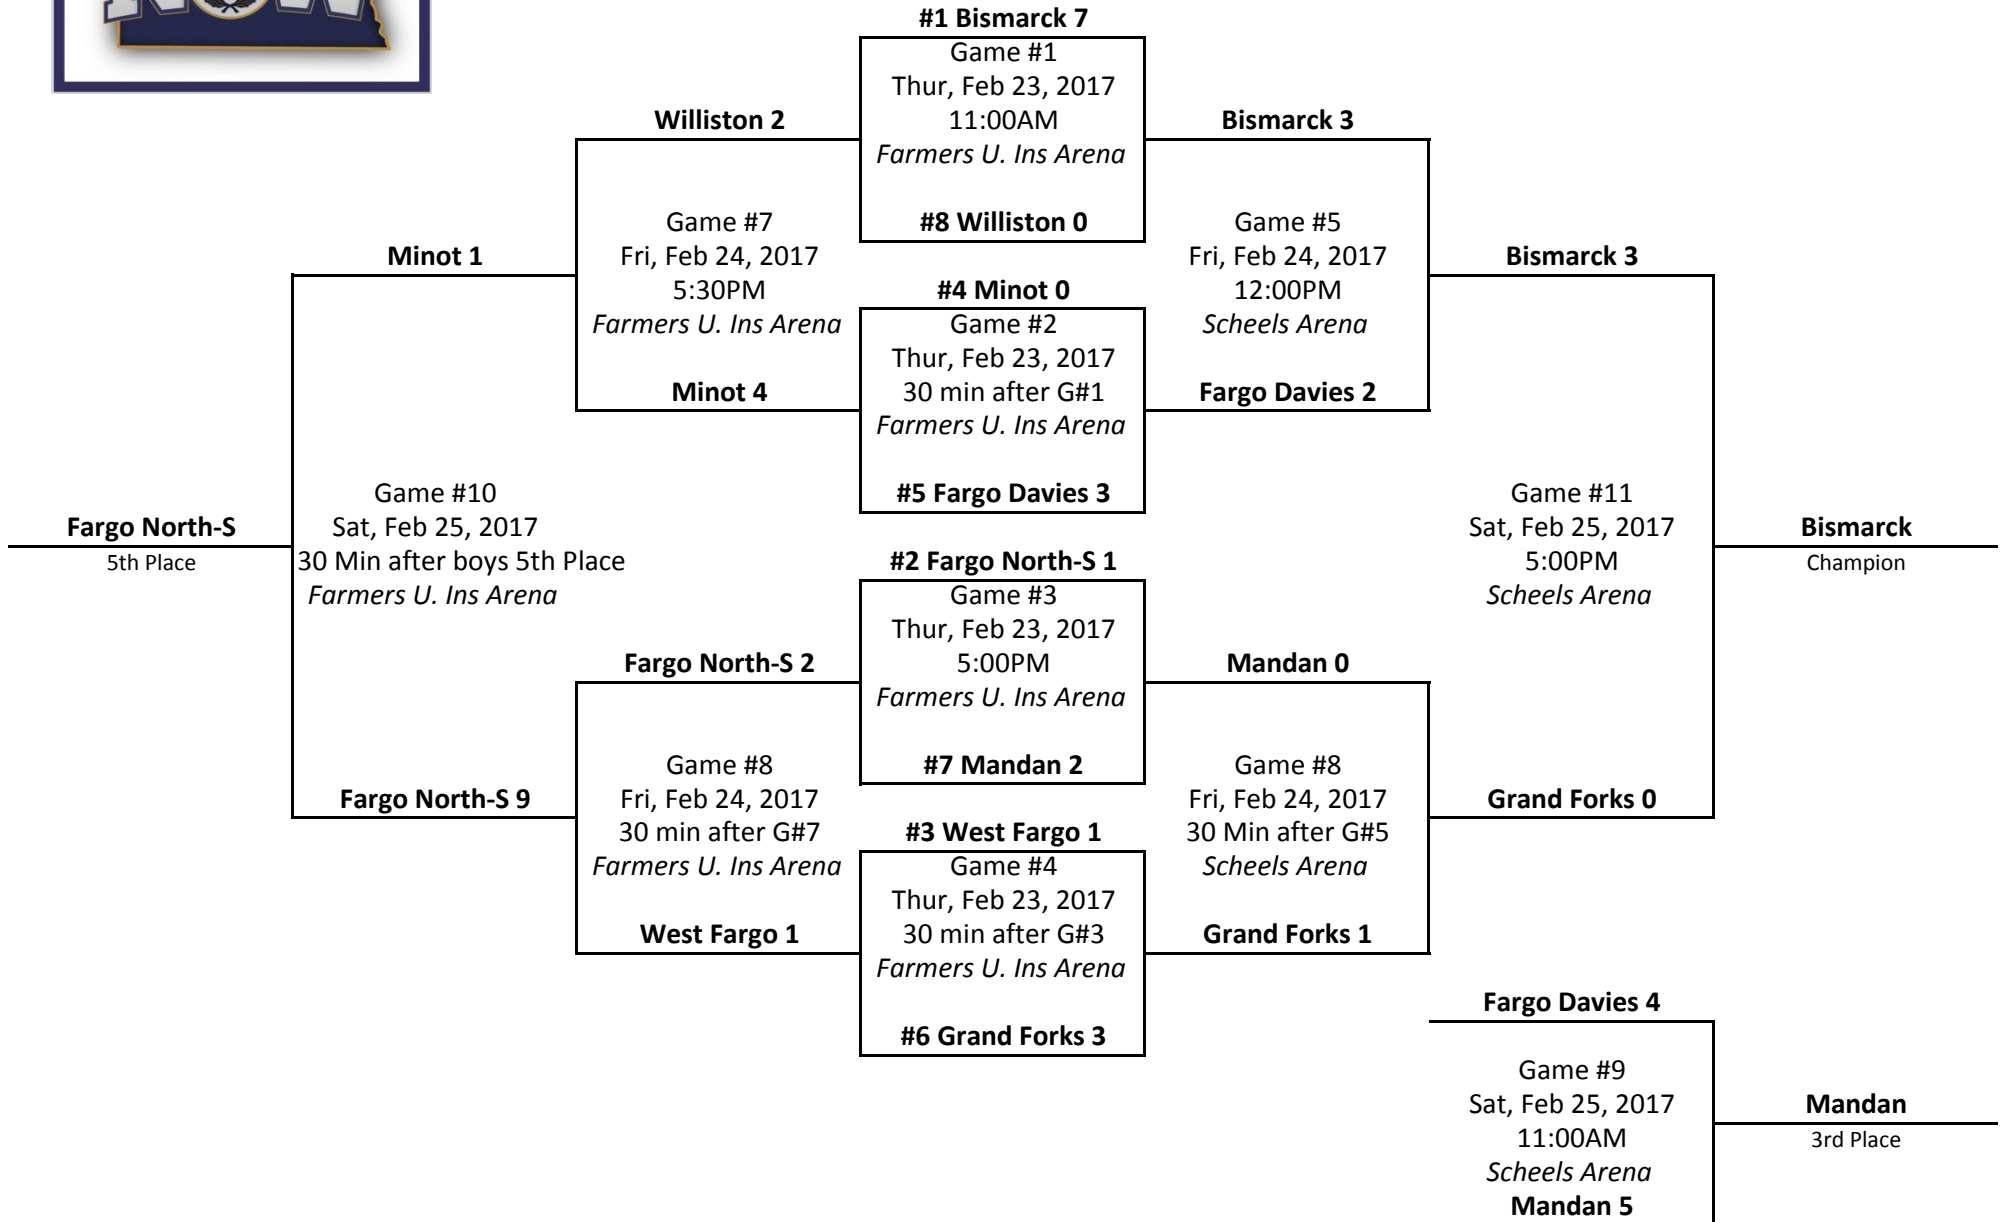 NOW
#1 Bismarck 7
Game #1
Thur, Feb 23, 2017
11:00AM
Farmers U. Ins Arena
#8 Williston 0
Williston 2
Game #7
Fri, Feb 24, 2017
5:30PM
Farmers U. Ins Arena
Minot 4
Bismarck 3
Game #5
Fri, Feb 24, 2017
12:00PM
Scheels Arena
Fargo Davies 2
Minot 1
Bismarck 3
#4 Minot 0
Game #2
Thur, Feb 23, 2017
30 min after G#1
Farmers U. Ins Arena
#5 Fargo Davies 3
Game #10
Sat, Feb 25, 2017
30 Min after boys 5th Place
Farmers U. Ins Arena
Fargo North-S
5th Place
Game #11
Sat, Feb 25, 2017
5:00PM
Scheels Arena
Bismarck
Champion
#2 Fargo North-S 1
Game #3
Thur, Feb 23, 2017
5:00PM
Farmers U. Ins Arena
#7 Mandan 2
Fargo North-S 2
Game #8
Fri, Feb 24, 2017
30 min after G#7
Farmers U. Ins Arena
West Fargo 1
Mandan 0
Game #8
Fri, Feb 24, 2017
30 Min after G#5
Scheels Arena
Grand Forks 1
Fargo North-S 9
Grand Forks 0
#3 West Fargo 1
Game #4
Thur, Feb 23, 2017
30 min after G#3
Farmers U. Ins Arena
#6 Grand Forks 3
Fargo Davies 4
Game #9
Sat, Feb 25, 2017
11:00AM
Scheels Arena
Mandan 5
Mandan
3rd Place